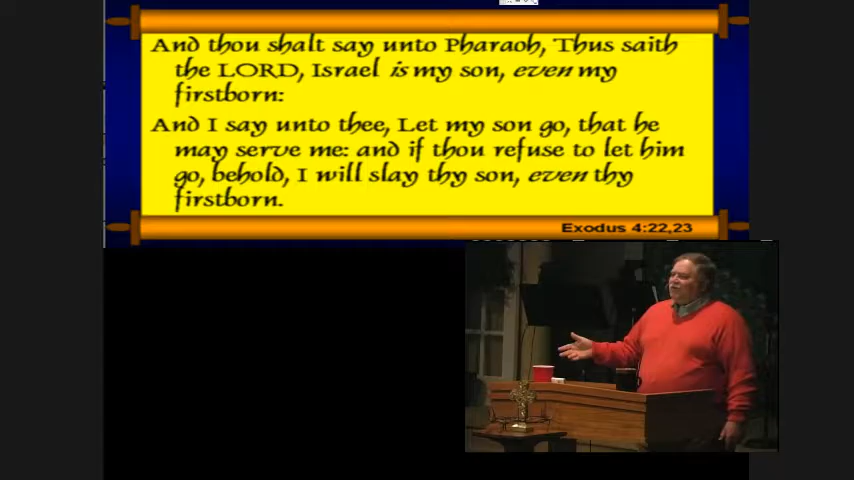 And thou shalt say unto Pharaoh, Thus saith
the LORD, Israel is my son, even my
firstborn:
And I say unto thee, Let my son go, that he
may serve me: and if thou refuse to let him
go, behold, I will slay thy son, even thy
firstborn.
Exodus 4:22,23